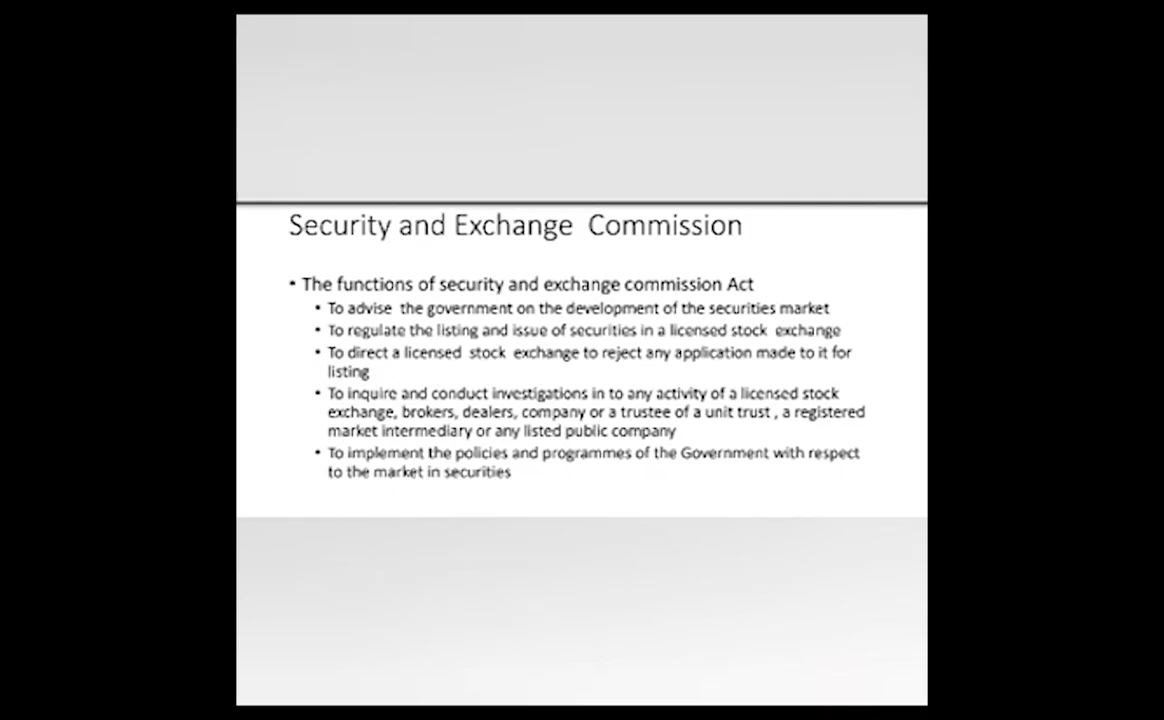 Security and Exchange Commission
• The functions of security and exchange commission Act
• To advise the government on the development of the securities market
• To regulate the listing and issue of securities in a licensed stock exchange
• To direct a licensed stock exchange to reject any application made to it for
listing
• To inquire and conduct investigations in to any activity of a licensed stock
exchange, brokers, dealers, company or a trustee of a unit trust , a registered
market intermediary or any listed public company
• To implement the policies and programmes of the Government with respect
to the market in securities